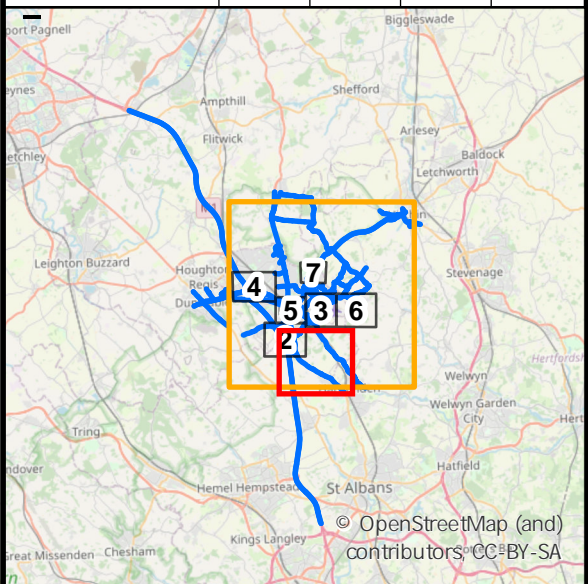 Biggleswade
port Pagnell
Shefford
Ampthill
eynes
Arlesey
Flitwick
etchley
Baldock
Letchworth
Leighton Buzzard
Houghton
Regis
Stevenage
7
4
5
3
6
2
Hertfordsh
Welwyn
Welwyn Garden
City
Tring
Hatfield
ndover
Hemel Hempstead
St Albans
© OpenStreetMap (and)
Kings Langley
contributors, CC-BY-SA
Great Missenden
Chesham